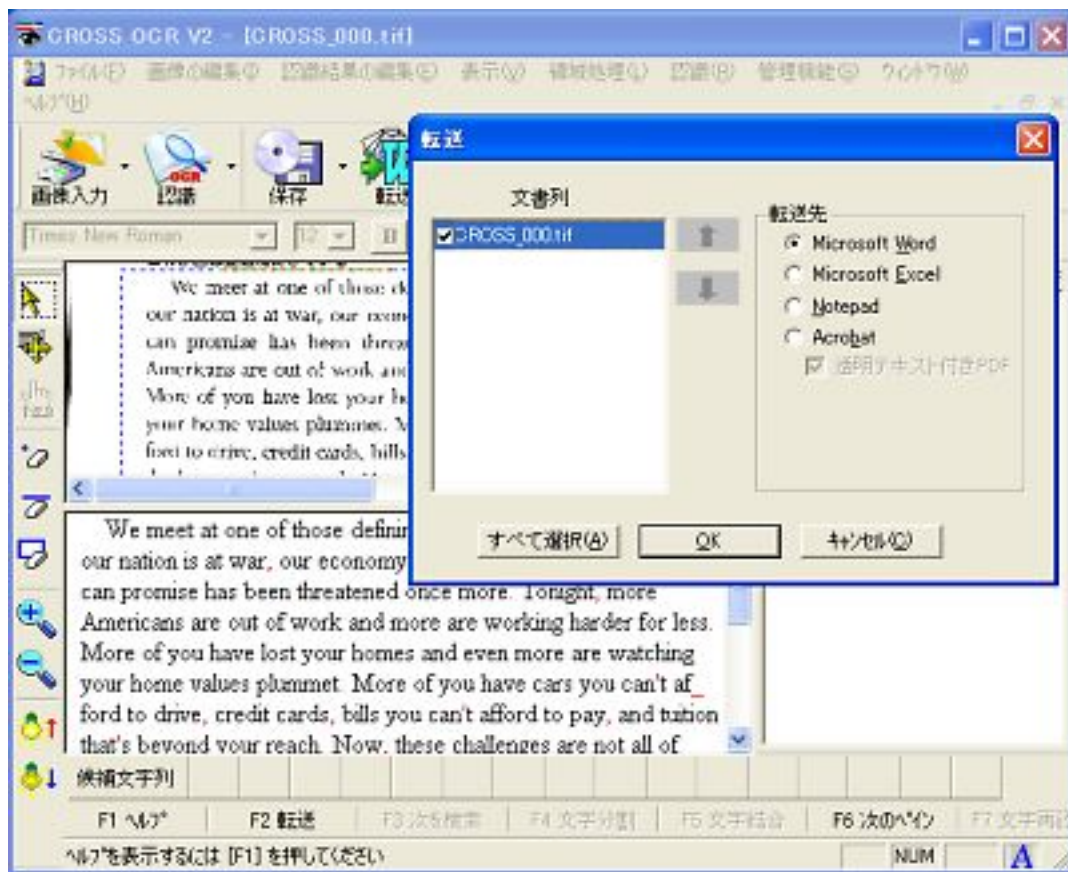 CROSS OCR V2 - [CROSS_000.tif]
ファイル(F) 画像の編集(I) 認識結果の編集(E) 表示(V) 領域処理(L) 認識(R) 管理機能(S) ウィンドウ(W)
ヘルプ(H)
画像入力 認識 保存 転送
Times New Roman 12 B
転送
文書列
CROSS_000.tif
転送先
Microsoft Word
Microsoft Excel
Notepad
Acrobat
透明テキスト付きPDF
すべて選択(A) OK キャンセル(C)
We meet at one of those
our nation is at war, our
can promise has been
Americans are out of work and
More of you have lost your
your home values plummet.
ford to drive, credit cards, bills
We meet at one of those defining
our nation is at war, our economy
can promise has been threatened once more. Tonight, more
Americans are out of work and more are working harder for less.
More of you have lost your homes and even more are watching
your home values plummet. More of you have cars you can't af_
ford to drive, credit cards, bills you can't afford to pay, and tuition
that's beyond your reach. Now, these challenges are not all of
候補文字列
F1 ヘルプ F2 転送 F3 次を検索 F4 文字分割 F5 文字結合 F6 次のペイン F7 文字再認
ヘルプを表示するには [F1] を押してください NUM A